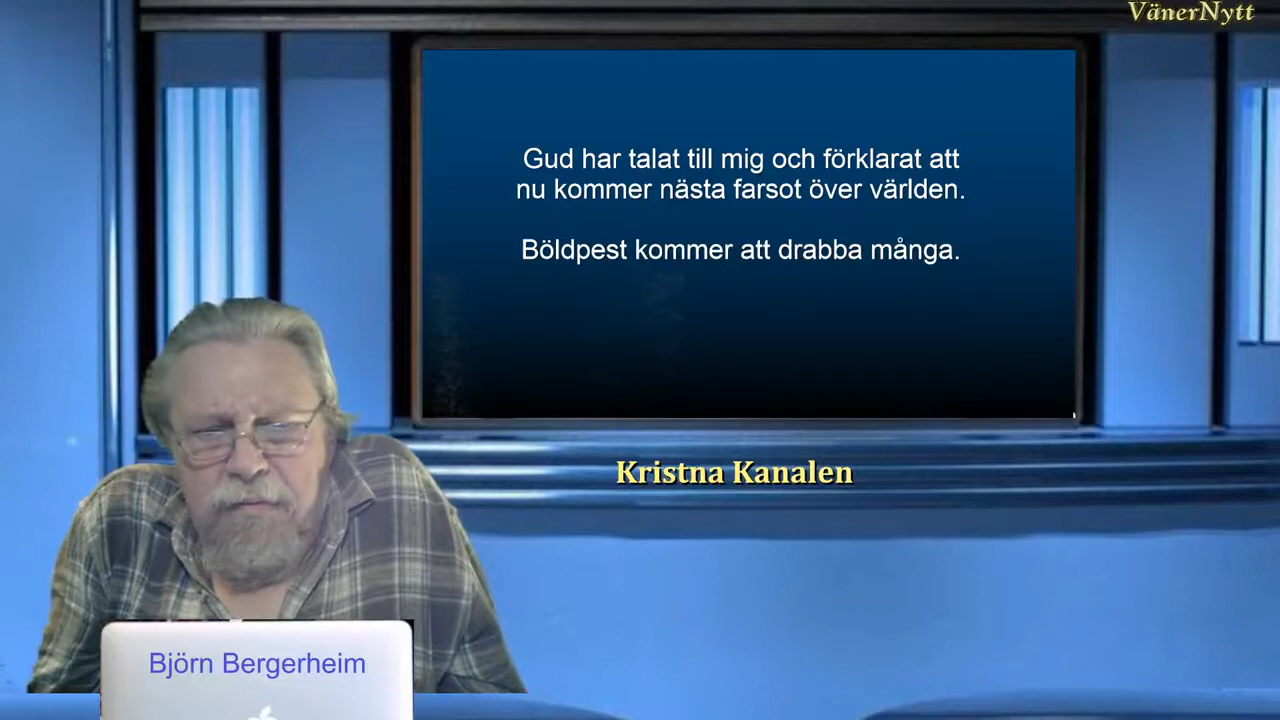 VänerNytt
Gud har talat till mig och förklarat att
nu kommer nästa farsot över världen.
Böldpest kommer att drabba många.
Kristna Kanalen
Björn Bergerheim